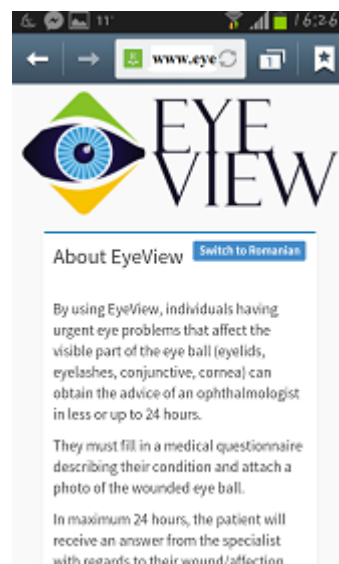 11°
16:26
www.eye
1
EYE
VIEW
About EyeView
Switch to Romanian
By using EyeView, individuals having
urgent eye problems that affect the
visible part of the eye ball (eyelids,
eyelashes, conjunctive, cornea) can
obtain the advice of an ophthalmologist
in less or up to 24 hours.
They must fill in a medical questionnaire
describing their condition and attach a
photo of the wounded eye ball.
In maximum 24 hours, the patient will
receive an answer from the specialist
with regards to their wound/affection